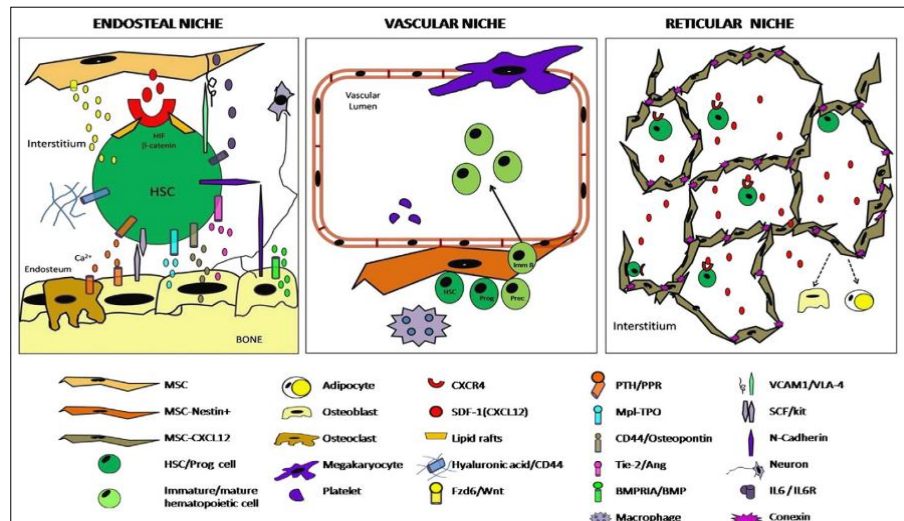 ENDOSTEAL NICHE
VASCULAR NICHE
RETICULAR NICHE
Interstitium
MIF
β-catenin
HSC
Ca²⁺
Endosteum
BONE
Vascular
Lumen
Imm B
HSC
Prog
Prec
Interstitium
MSC
MSC-Nestin+
MSC-CXCL12
HSC/Prog cell
Immature/mature
hematopoietic cell
Adipocyte
Osteoblast
Osteoclast
Megakaryocyte
Platelet
CXCR4
SDF-1(CXCL12)
Lipid rafts
Hyaluronic acid/CD44
Fzd6/Wnt
PTH/PPR
Mpl-TPO
CD44/Osteopontin
Tie-2/Ang
BMPRIA/BMP
Macrophage
VCAM1/VLA-4
SCF/kit
N-Cadherin
Neuron
IL6/IL6R
Conexin